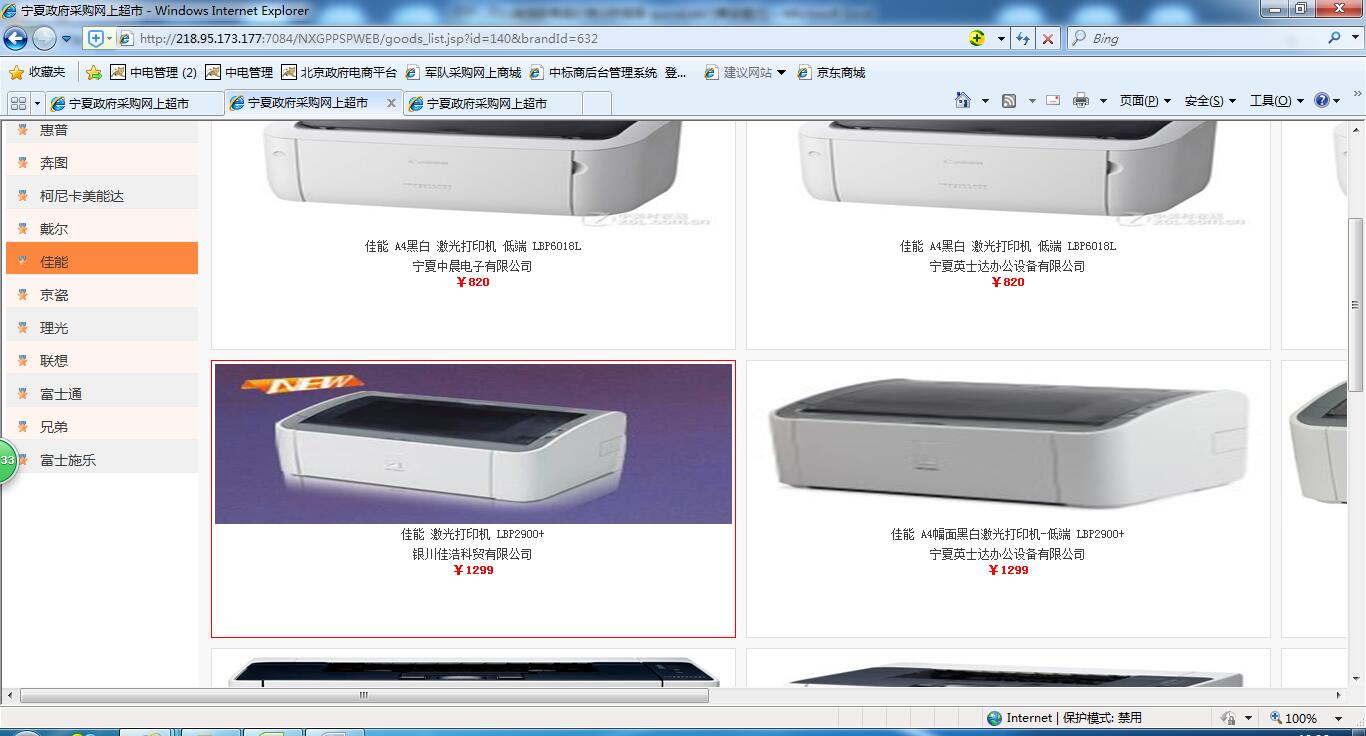 宁夏政府采购网上超市 - Windows Internet Explorer
http://218.95.173.177:7084/NXGPPSPWEB/goods_list.jsp?id=140&brandId=632
Bing
收藏夹
中电管理 (2)
中电管理
北京政府电商平台
军队采购网上商城
中标商后台管理系统 登...
建议网站
京东商城
宁夏政府采购网上超市
宁夏政府采购网上超市
宁夏政府采购网上超市
页面(P)
安全(S)
工具(O)
惠普
奔图
柯尼卡美能达
戴尔
佳能
京瓷
理光
联想
富士通
兄弟
富士施乐
33
佳能 A4黑白 激光打印机 低端 LBP6018L
宁夏中晨电子有限公司
￥820
佳能 A4黑白 激光打印机 低端 LBP6018L
宁夏英士达办公设备有限公司
￥820
NEW
佳能 激光打印机 LBP2900+
银川佳浩科贸有限公司
￥1299
佳能 A4幅面黑白激光打印机-低端 LBP2900+
宁夏英士达办公设备有限公司
￥1299
Internet | 保护模式: 禁用
100%